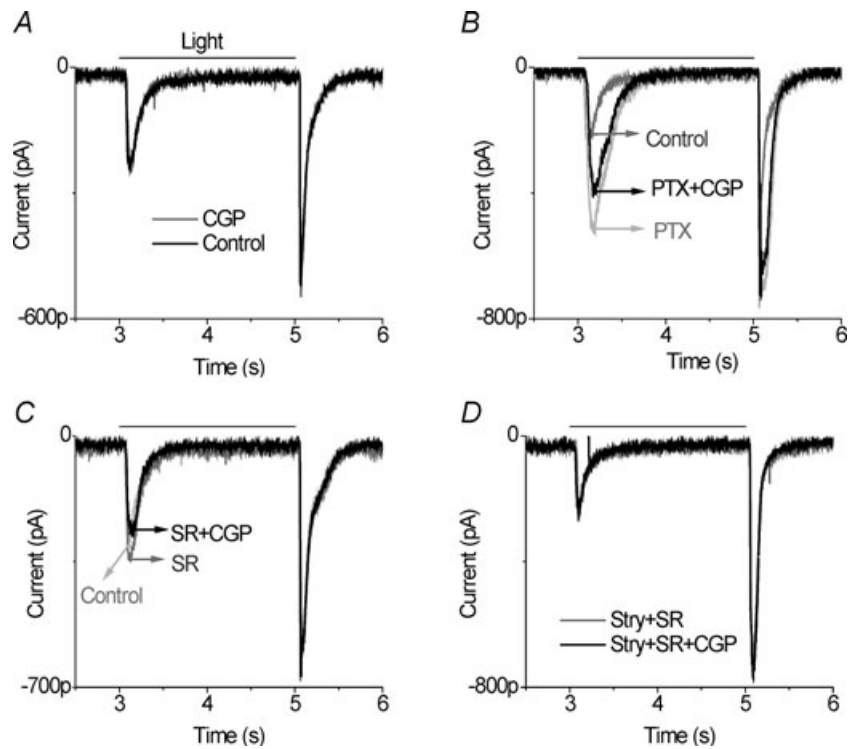 A
Light
0
Current (pA)
CGP
Control
-600p
3
4
5
6
Time (s)
B
0
Current (pA)
Control
PTX+CGP
PTX
-800p
3
4
5
6
Time (s)
C
0
Current (pA)
SR+CGP
SR
Control
-700p
3
4
5
6
Time (s)
D
0
Current (pA)
Stry+SR
Stry+SR+CGP
-800p
3
4
5
6
Time (s)